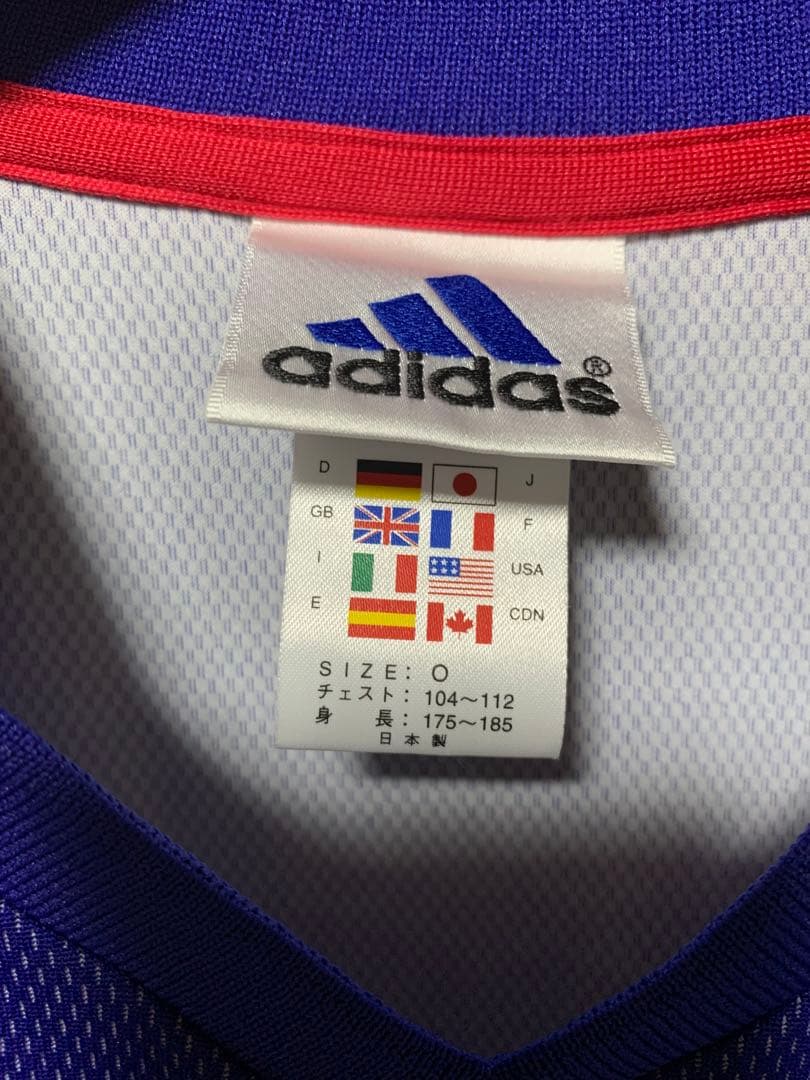 adidas®
D J
GB F
I USA
E CDN
SIZE: O
チェスト: 104～112
身 長: 175～185
日本製